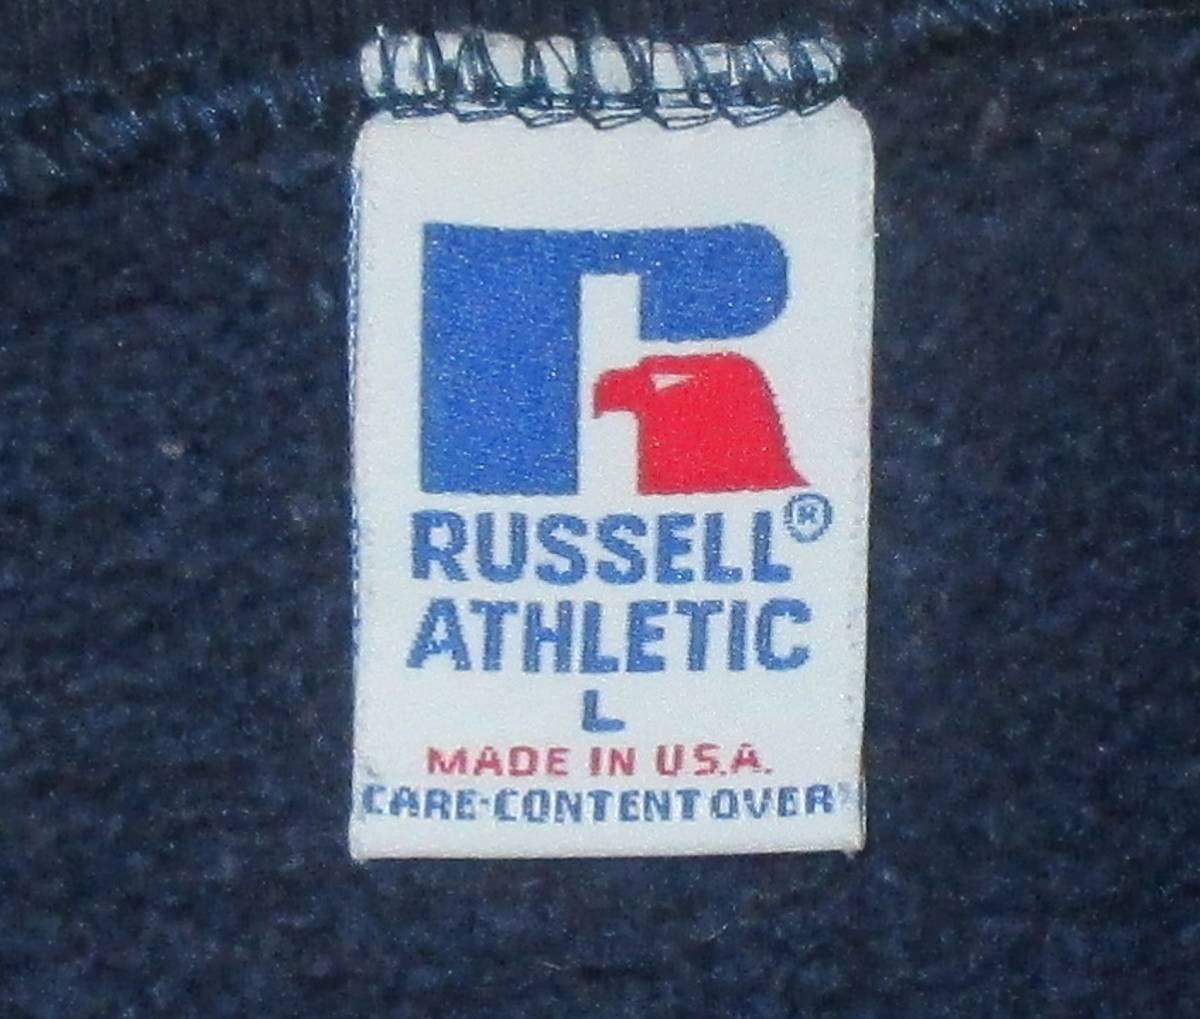 RUSSELL®
ATHLETIC
L
MADE IN U.S.A.
CARE-CONTENT OVER